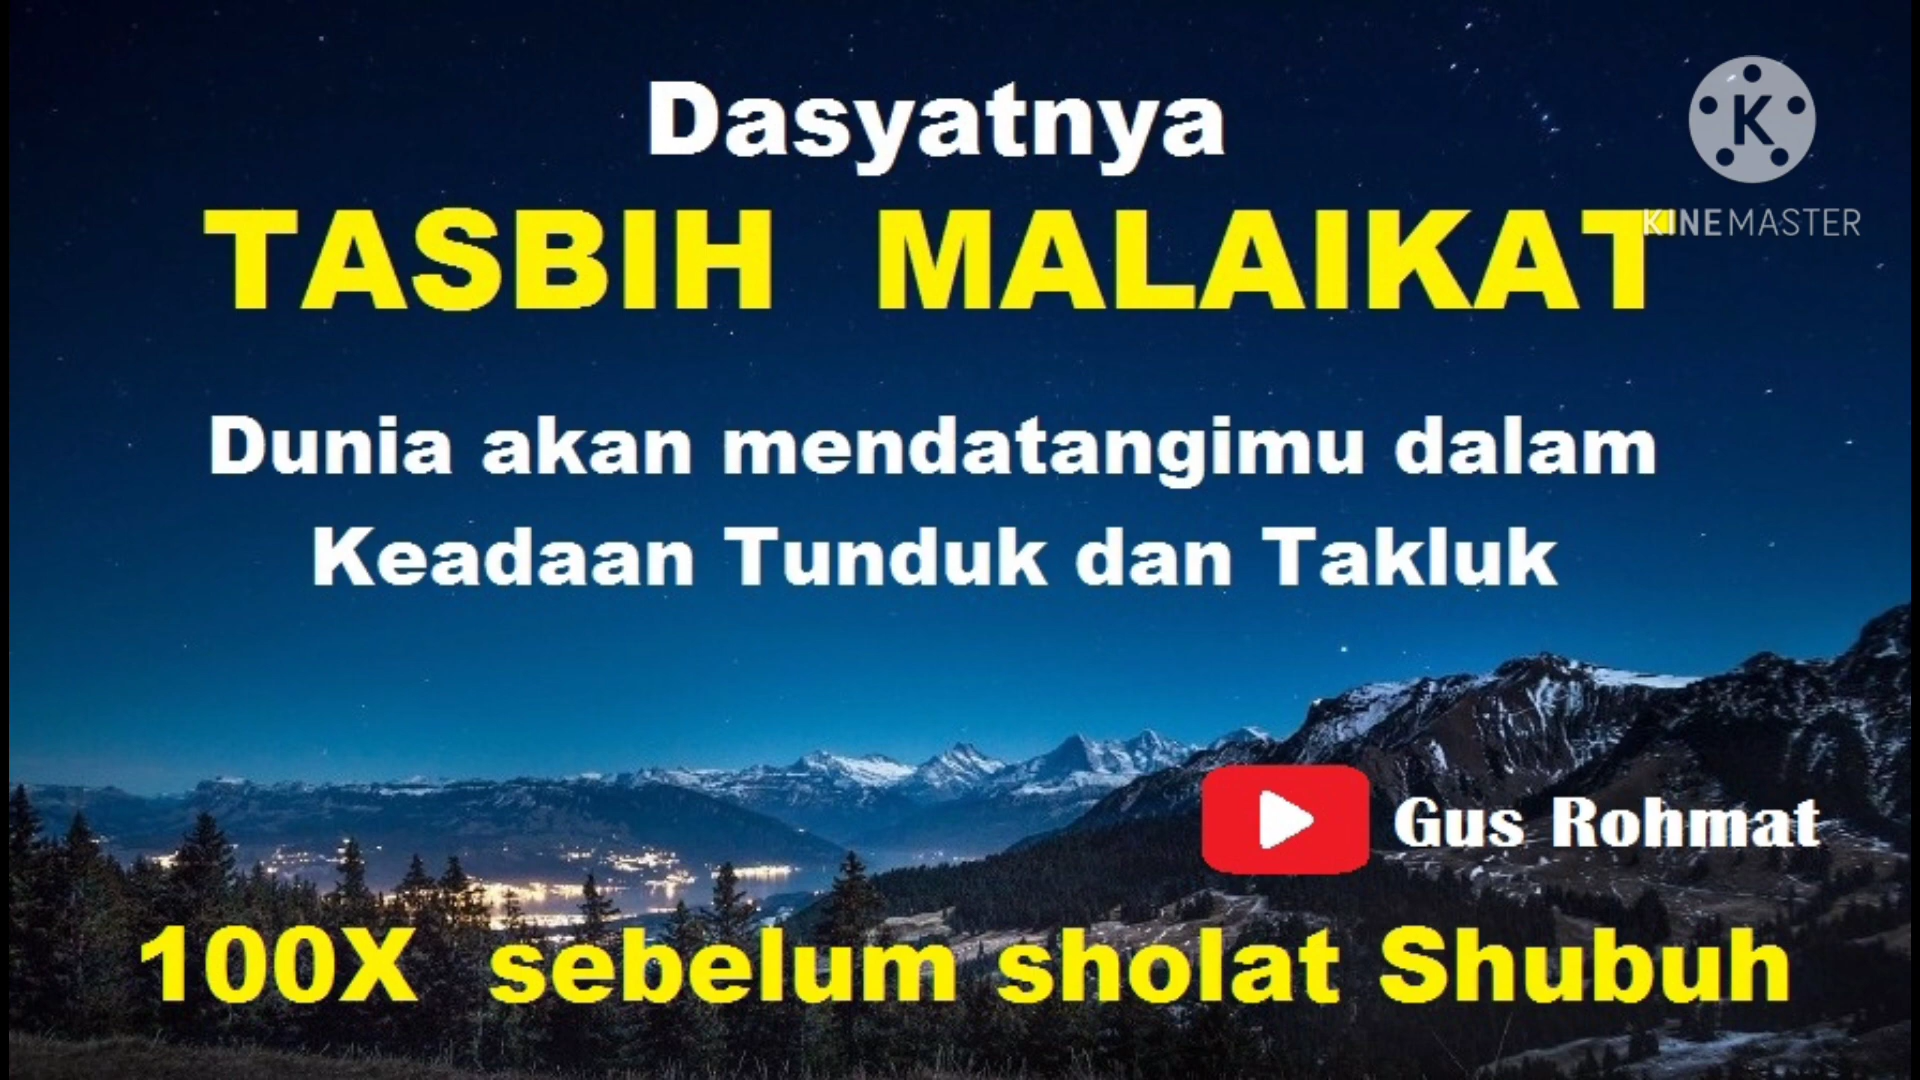 Dasyatnya
TASBIH MALAIKAT
K
KINEMASTER
Dunia akan mendatangimu dalam
Keadaan Tunduk dan Takluk
Gus Rohmat
100X sebelum sholat Shubuh